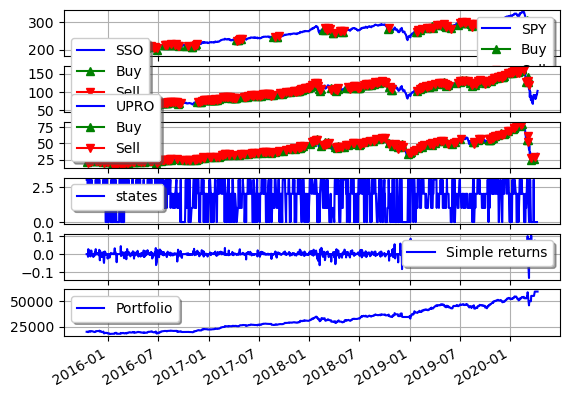 300
200
SPY
Buy
SSO
Buy
150
100
50
UPRO
Buy
Sell
75
50
25
2.5
0.0
states
0.1
0.0
−0.1
Simple returns
50000
25000
Portfolio
2016-01
2016-07
2017-01
2017-07
2018-01
2018-07
2019-01
2019-07
2020-01